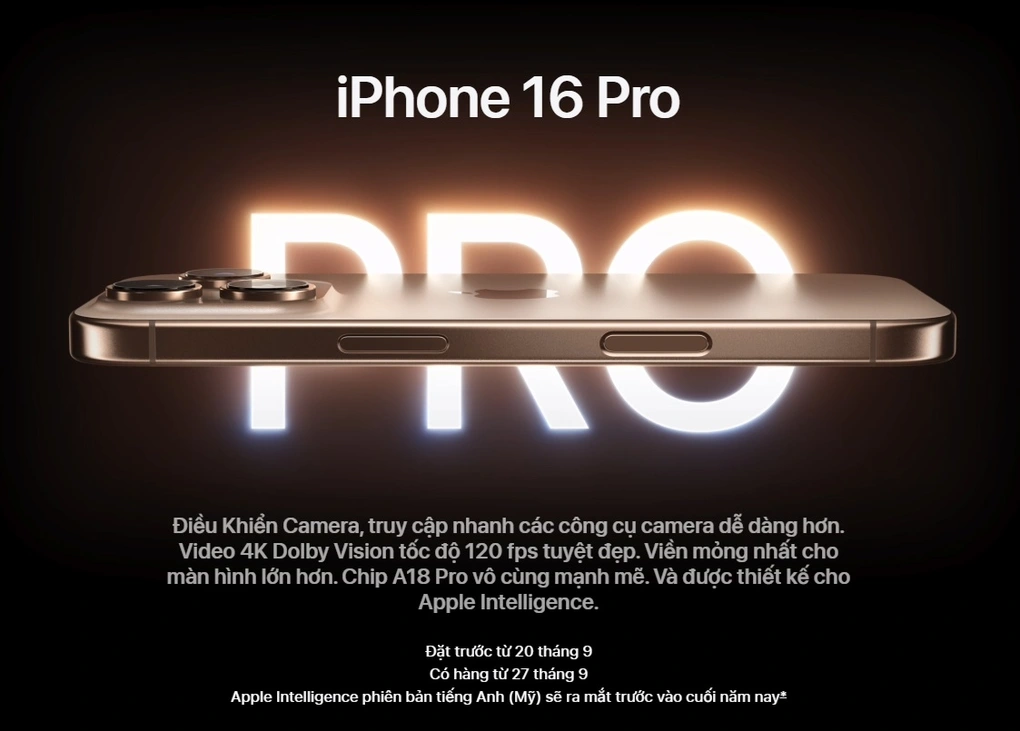 iPhone 16 Pro
PRO
Điều Khiển Camera, truy cập nhanh các công cụ camera dễ dàng hơn.
Video 4K Dolby Vision tốc độ 120 fps tuyệt đẹp. Viền mỏng nhất cho
màn hình lớn hơn. Chip A18 Pro vô cùng mạnh mẽ. Và được thiết kế cho
Apple Intelligence.
Đặt trước từ 20 tháng 9
Có hàng từ 27 tháng 9
Apple Intelligence phiên bản tiếng Anh (Mỹ) sẽ ra mắt trước vào cuối năm nay±